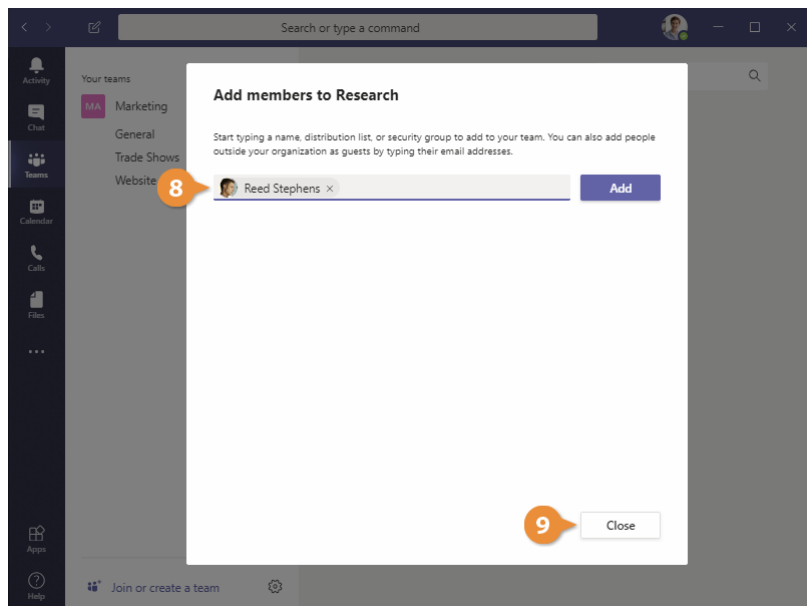 Search or type a command
Activity
Chat
Teams
Calendar
Calls
Files
Apps
Help
Your teams
MA Marketing
General
Trade Shows
Website
Join or create a team
Add members to Research
Start typing a name, distribution list, or security group to add to your team. You can also add people
outside your organization as guests by typing their email addresses.
8
Reed Stephens ×
Add
9
Close